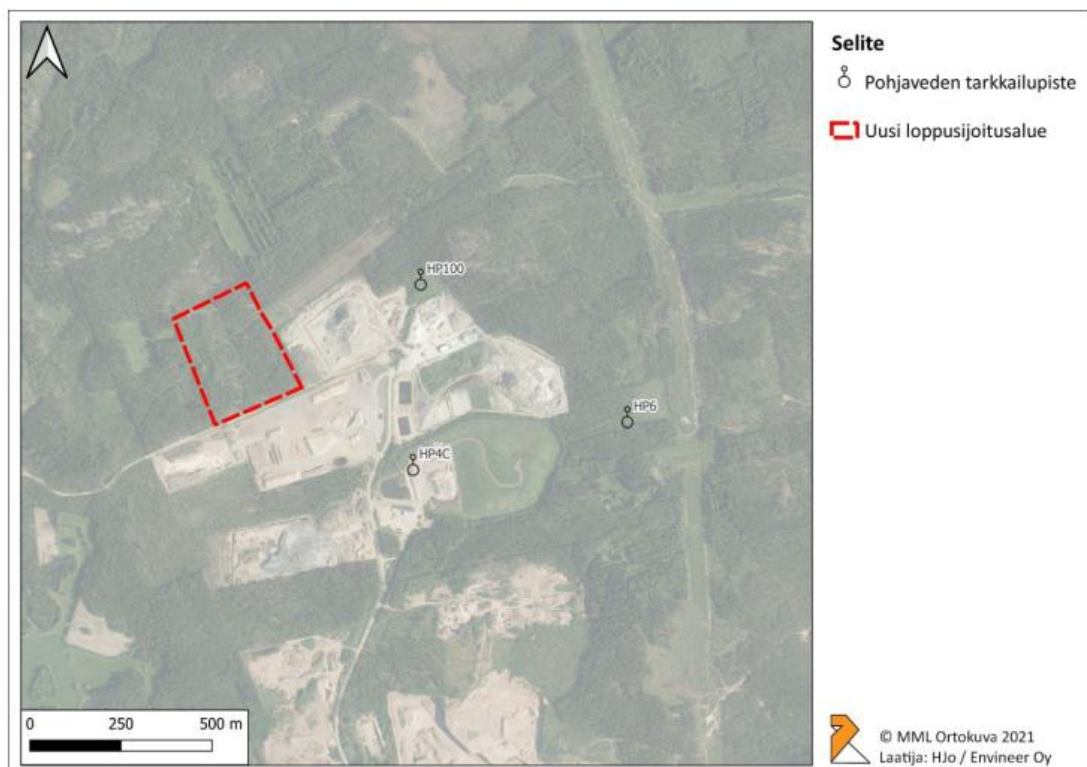 Selite
Pohjaveden tarkkailupiste
Uusi loppusijoitusalue
HP100
HP6
HP4C
0 250 500 m
© MML Ortokuva 2021
Laatija: HJo / Envineer Oy